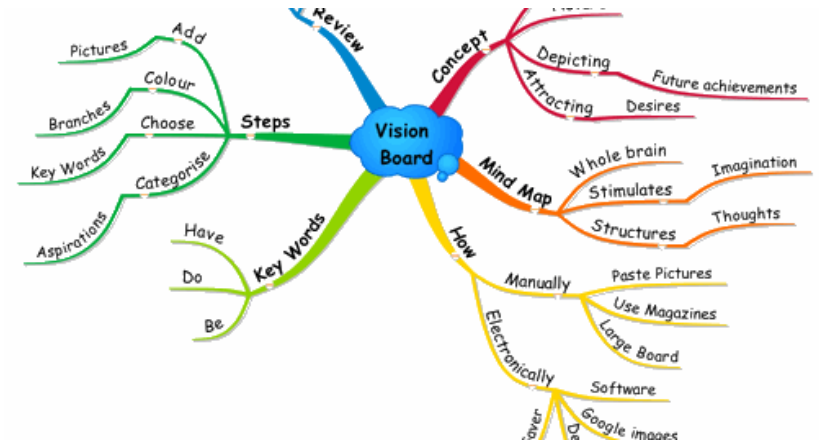 Vision
Board
Review
Concept
Depicting
Future achievements
Attracting
Desires
Mind Map
Whole brain
Stimulates
Imagination
Structures
Thoughts
How
Manually
Paste Pictures
Use Magazines
Large Board
Electronically
Software
Google images
Key Words
Have
Do
Be
Steps
Add
Pictures
Colour
Branches
Choose
Key Words
Categorise
Aspirations